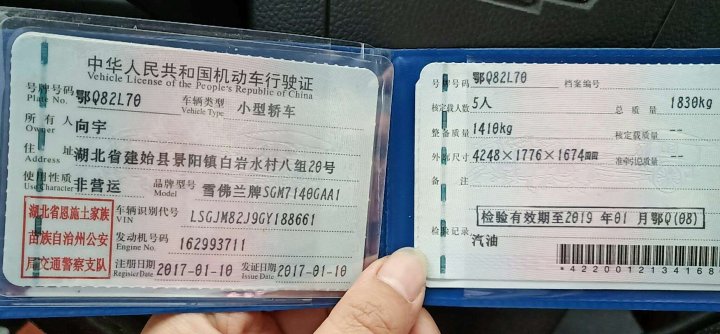 中华人民共和国机动车行驶证
Vehicle License of the People's Republic of China
号牌号码 鄂Q82L70 车辆类型 小型轿车
Plate No. Vehicle Type
所有人 向宇
Owner
住址 湖北省建始县景阳镇白岩水村八组20号
Address
使用性质 非营运 品牌型号 雪佛兰牌SGM7140GAA1
Use Character Model
湖北省恩施土家族
苗族自治州公安
局交通警察支队
车辆识别代号 LSGJM82J9GY188661
VIN
发动机号码 162993711
Engine No.
注册日期 2017-01-10 发证日期 2017-01-10
Register Date Issue Date
号牌号码 鄂Q82L70 档案编号
核定载人数 5人 总质量 1830kg
整备质量 1410kg 核定载质量 --
外廓尺寸 4248×1776×1674mm 准牵引总质量 --
检验有效期至2019 年01 月鄂Q(08)
检验记录
汽油
*422001213416​8